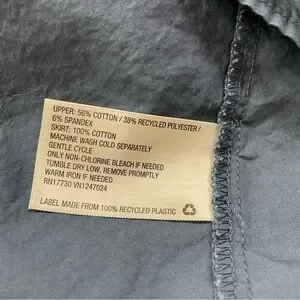 UPPER: 56% COTTON / 38% RECYCLED POLYESTER /
6% SPANDEX
SKIRT: 100% COTTON
MACHINE WASH COLD SEPARATELY
GENTLE CYCLE
ONLY NON-CHLORINE BLEACH IF NEEDED
TUMBLE DRY LOW, REMOVE PROMPTLY
WARM IRON IF NEEDED
RN17730 VN1247024
LABEL MADE FROM 100% RECYCLED PLASTIC